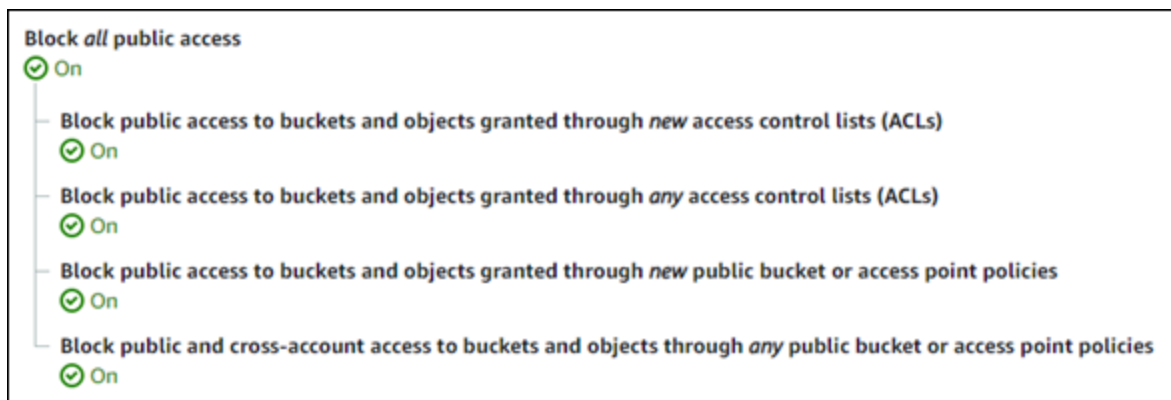 Block all public access
On
Block public access to buckets and objects granted through new access control lists (ACLs)
On
Block public access to buckets and objects granted through any access control lists (ACLs)
On
Block public access to buckets and objects granted through new public bucket or access point policies
On
Block public and cross-account access to buckets and objects through any public bucket or access point policies
On